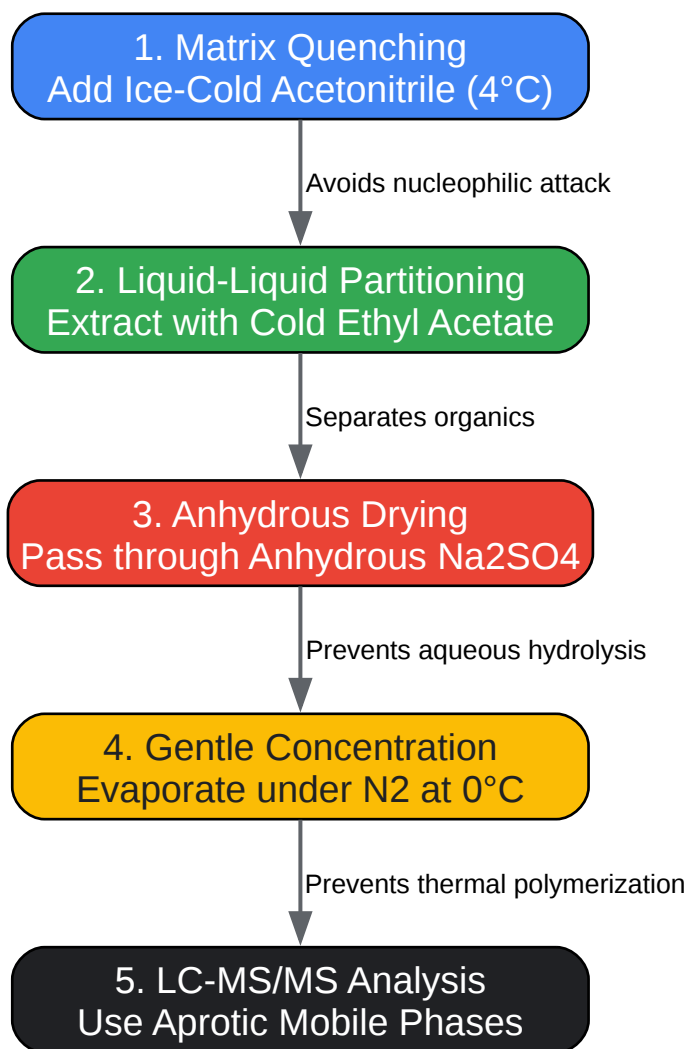 1. Matrix Quenching
Add Ice-Cold Acetonitrile (4°C)
Avoids nucleophilic attack
2. Liquid-Liquid Partitioning
Extract with Cold Ethyl Acetate
Separates organics
3. Anhydrous Drying
Pass through Anhydrous Na2SO4
Prevents aqueous hydrolysis
4. Gentle Concentration
Evaporate under N2 at 0°C
Prevents thermal polymerization
5. LC-MS/MS Analysis
Use Aprotic Mobile Phases